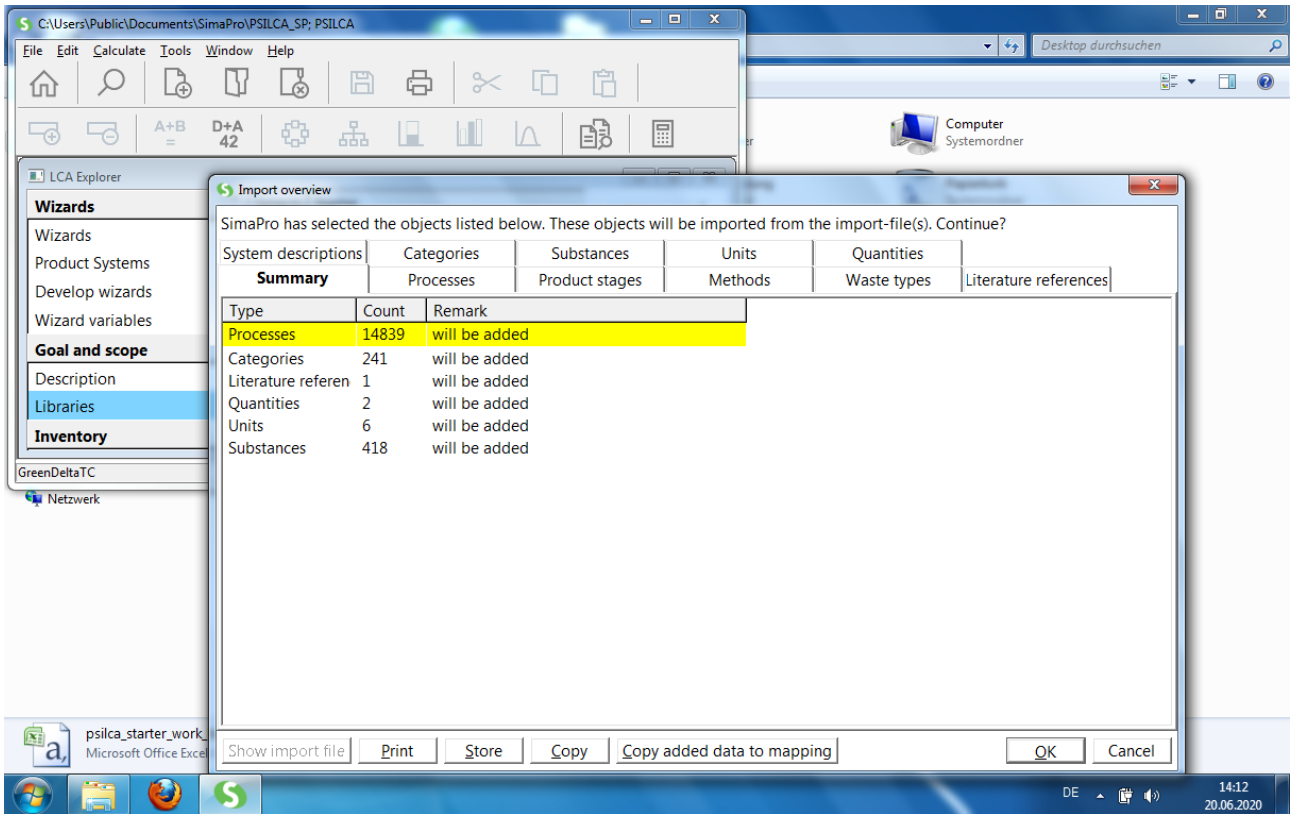 C:\Users\Public\Documents\SimaPro\PSILCA_SP; PSILCA
File Edit Calculate Tools Window Help
Desktop durchsuchen
A+B
=
D+A
42
Computer
Systemordner
LCA Explorer
Wizards
Wizards
Product Systems
Develop wizards
Wizard variables
Goal and scope
Description
Libraries
Inventory
GreenDeltaTC
Netzwerk
Import overview
SimaPro has selected the objects listed below. These objects will be imported from the import-file(s). Continue?
System descriptions Categories Substances Units Quantities
Summary Processes Product stages Methods Waste types Literature references
Type Count Remark
Processes 14839 will be added
Categories 241 will be added
Literature referen 1 will be added
Quantities 2 will be added
Units 6 will be added
Substances 418 will be added
Show import file Print Store Copy Copy added data to mapping OK Cancel
psilca_starter_work_
Microsoft Office Excel
a,
DE
14:12
20.06.2020